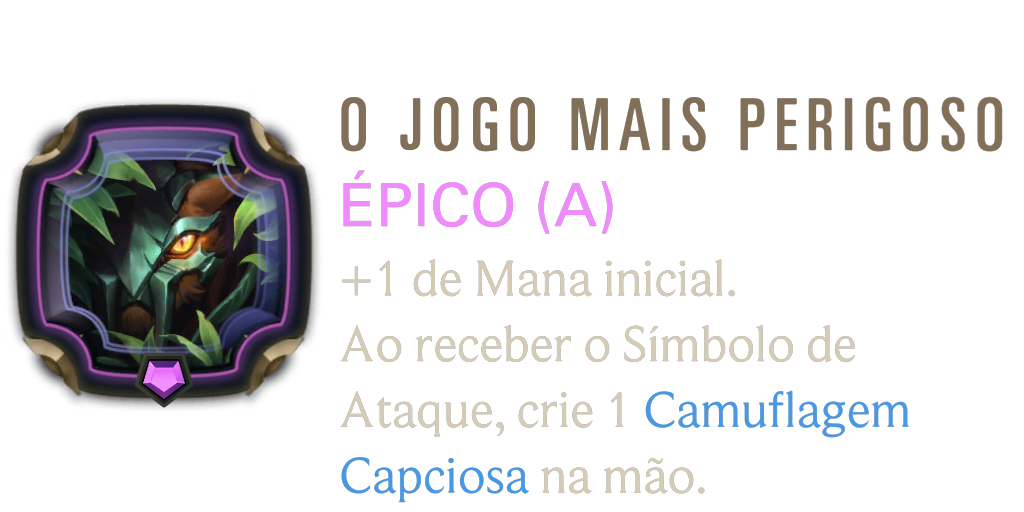 O JOGO MAIS PERIGOSO
ÉPICO (A)
+1 de Mana inicial.
Ao receber o Símbolo de
Ataque, crie 1 Camuflagem
Capciosa na mão.